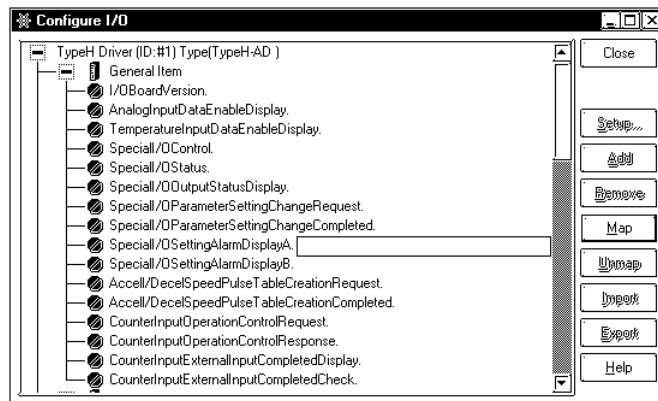 Configure I/O
TypeH Driver (ID:#1) Type(TypeH-AD )
General Item
I/OBoardVersion.
AnalogInputDataEnableDisplay.
TemperatureInputDataEnableDisplay.
SpecialI/OControl.
SpecialI/OStatus.
SpecialI/OOutputStatusDisplay.
SpecialI/OParameterSettingChangeRequest.
SpecialI/OParameterSettingChangeCompleted.
SpecialI/OSettingAlarmDisplayA.
SpecialI/OSettingAlarmDisplayB.
Accell/DecelSpeedPulseTableCreationRequest.
Accell/DecelSpeedPulseTableCreationCompleted.
CounterInputOperationControlRequest.
CounterInputOperationControlResponse.
CounterInputExternalInputCompletedDisplay.
CounterInputExternalInputCompletedCheck.
Close
Setup...
Add
Remove
Map
Unmap
Import
Export
Help